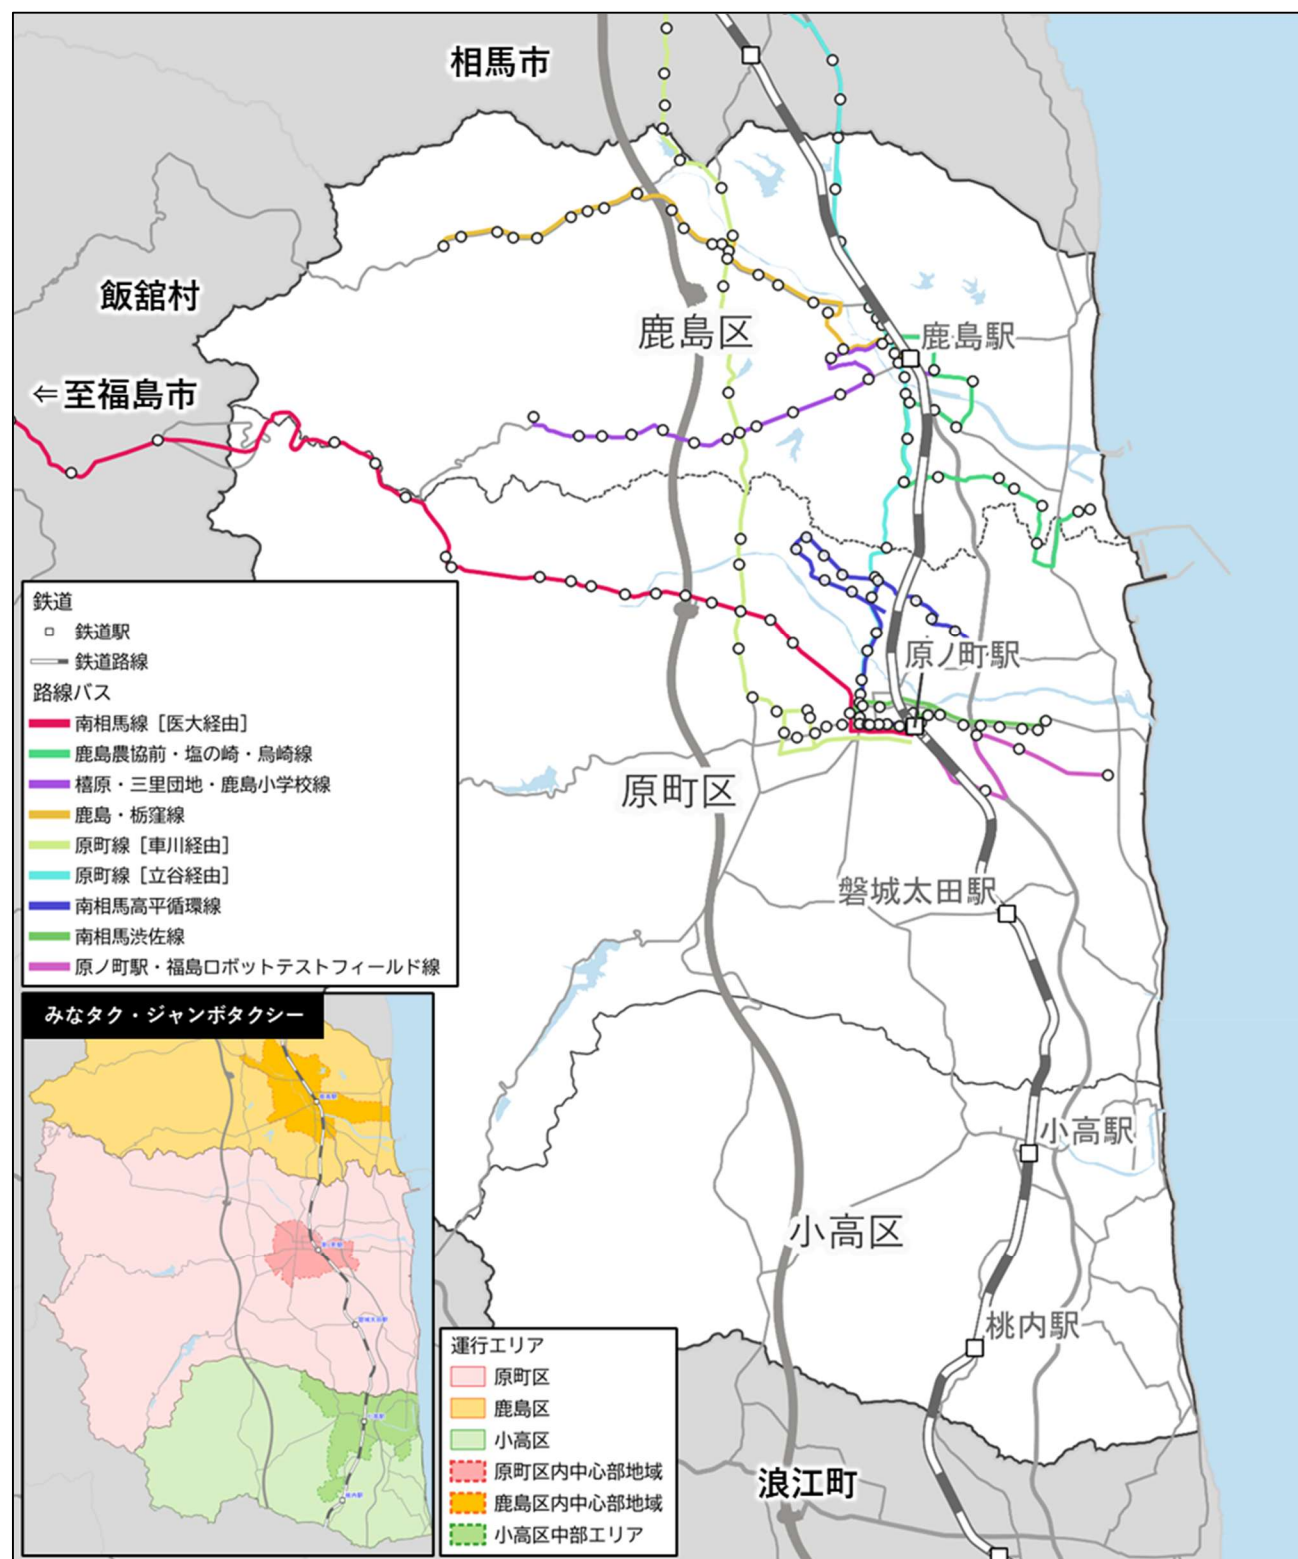 相馬市
飯舘村
鹿島区
鹿島駅
⇐至福島市
鉄道
鉄道駅
鉄道路線
路線バス
南相馬線［医大経由］
鹿島農協前・塩の崎・烏崎線
橲原・三里団地・鹿島小学校線
鹿島・栃窪線
原町線［車川経由］
原町線［立谷経由］
南相馬高平循環線
南相馬渋佐線
原ノ町駅・福島ロボットテストフィールド線
原ノ町駅
原町区
磐城太田駅
みなタク・ジャンボタクシー
小高駅
小高区
桃内駅
運行エリア
原町区
鹿島区
小高区
原町区内中心部地域
鹿島区内中心部地域
小高区中部エリア
浪江町